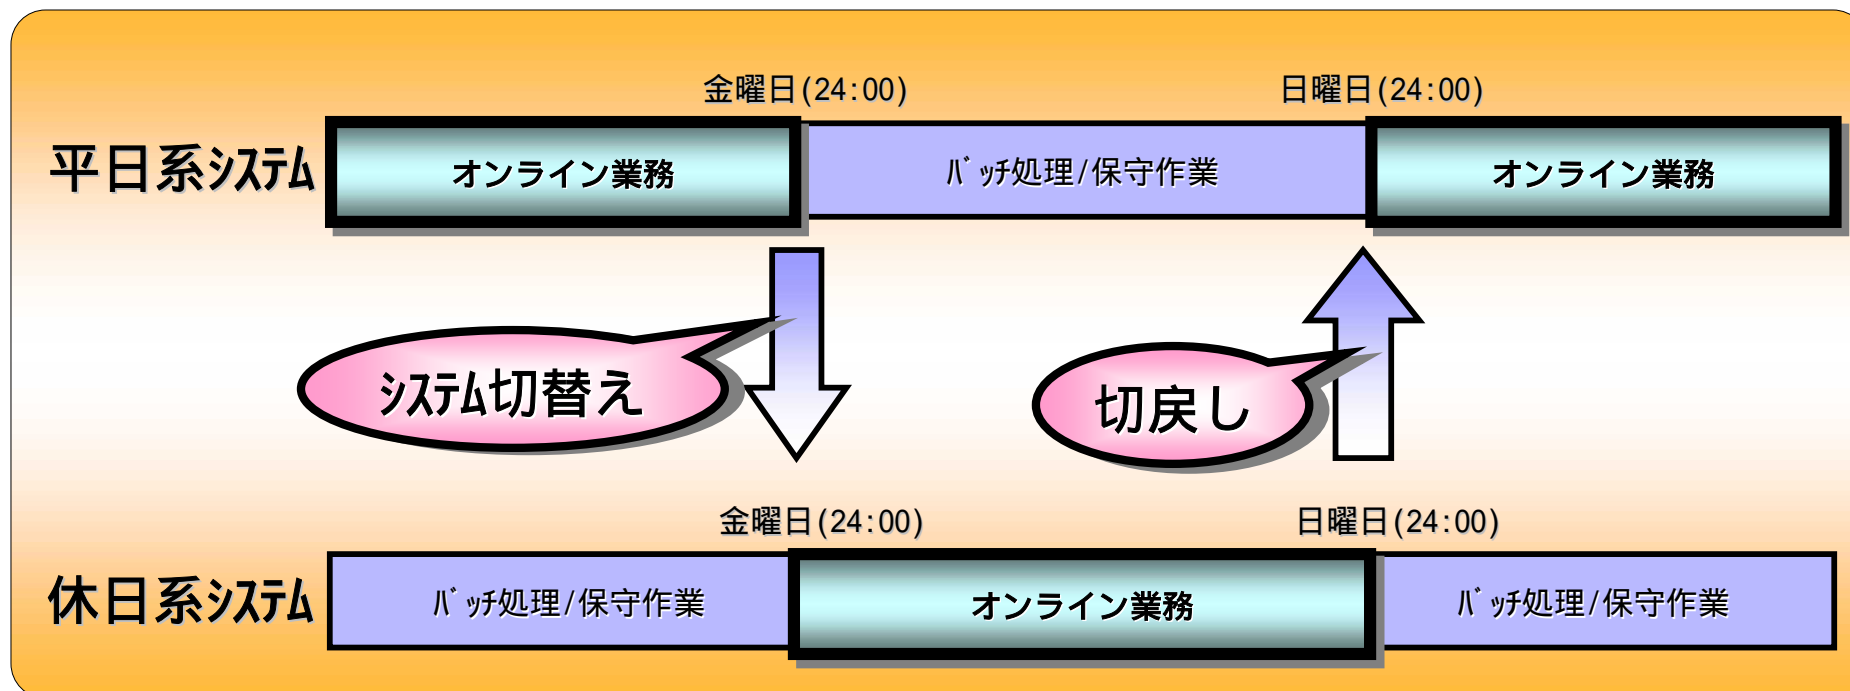 金曜日(24:00)
日曜日(24:00)
平日系ｼｽﾃﾑ
オンライン業務
ﾊﾞｯﾁ処理/保守作業
オンライン業務
ｼｽﾃﾑ切替え
切戻し
金曜日(24:00)
日曜日(24:00)
休日系ｼｽﾃﾑ
ﾊﾞｯﾁ処理/保守作業
オンライン業務
ﾊﾞｯﾁ処理/保守作業